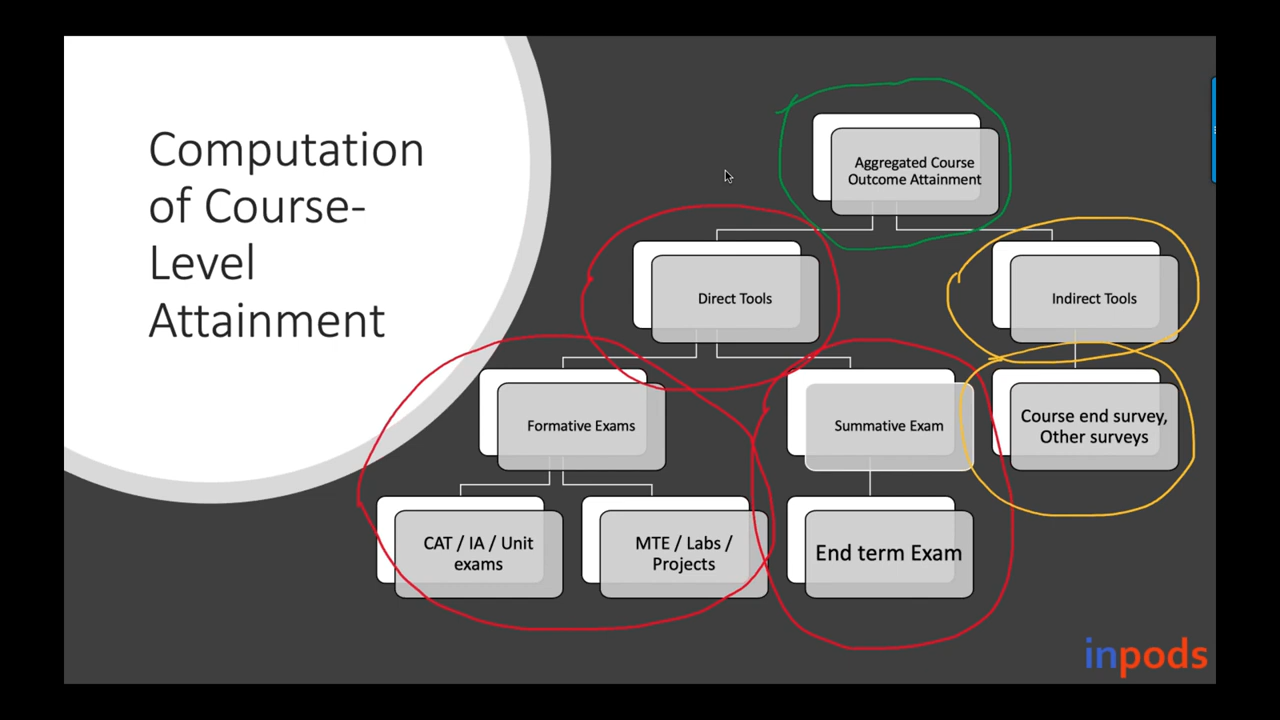 Computation
of Course-
Level
Attainment
Aggregated Course
Outcome Attainment
Direct Tools
Indirect Tools
Formative Exams
Summative Exam
Course end survey,
Other surveys
CAT / IA / Unit
exams
MTE / Labs /
Projects
End term Exam
inpods